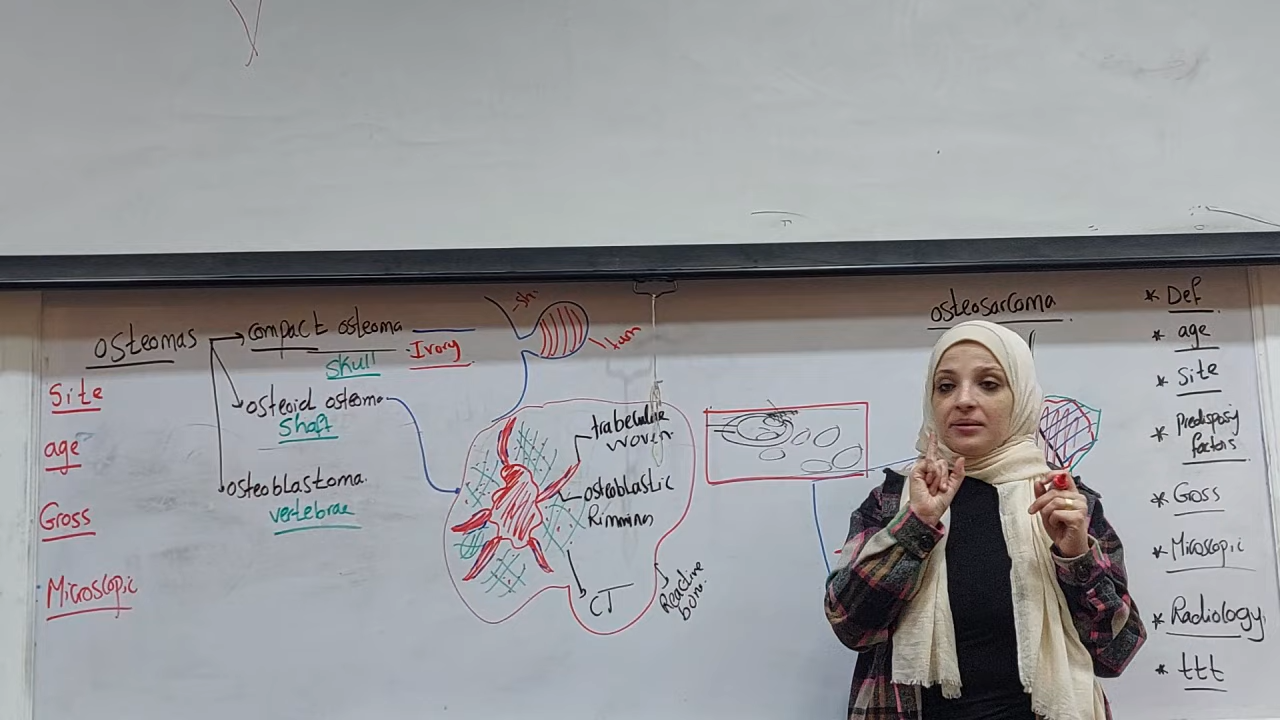 osteomas
compact osteoma
skull
Ivory
osteoid osteoma
shaft
osteoblastoma.
vertebrae
Site
age
Gross
Microscopic
trabeculae
woven
osteoblastic
Rimming
CT
Reactive
bone.
osteosarcoma
* Def
* age
* Site
* Predisposig
factors
* Gross
* Microscopic
* Radiology
* ttt